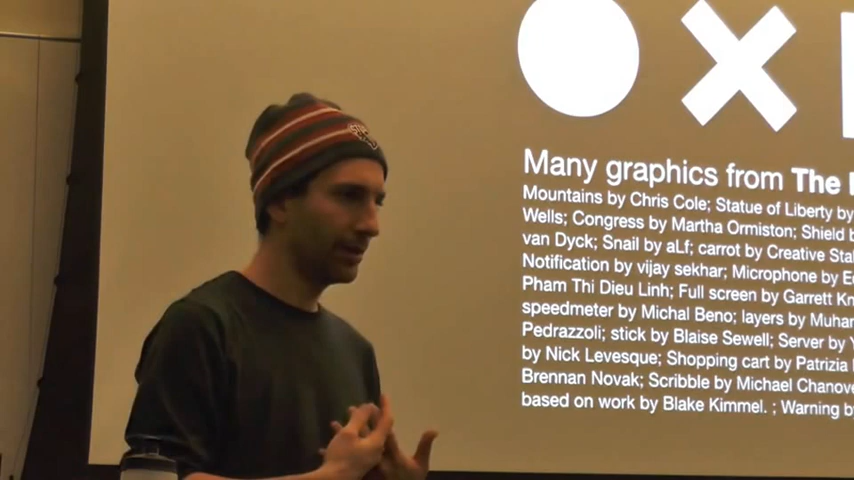 Many graphics from The
Mountains by Chris Cole; Statue of Liberty by
Wells; Congress by Martha Ormiston; Shield
van Dyck; Snail by aLf; carrot by Creative
Notification by vijay sekhar; Microphone by
Pham Thi Dieu Linh; Full screen by Garrett
speedmeter by Michal Beno; layers by
Pedrazzoli; stick by Blaise Sewell; Server by
by Nick Levesque; Shopping cart by Patrizia
Brennan Novak; Scribble by Michael
based on work by Blake Kimmel. ; Warning